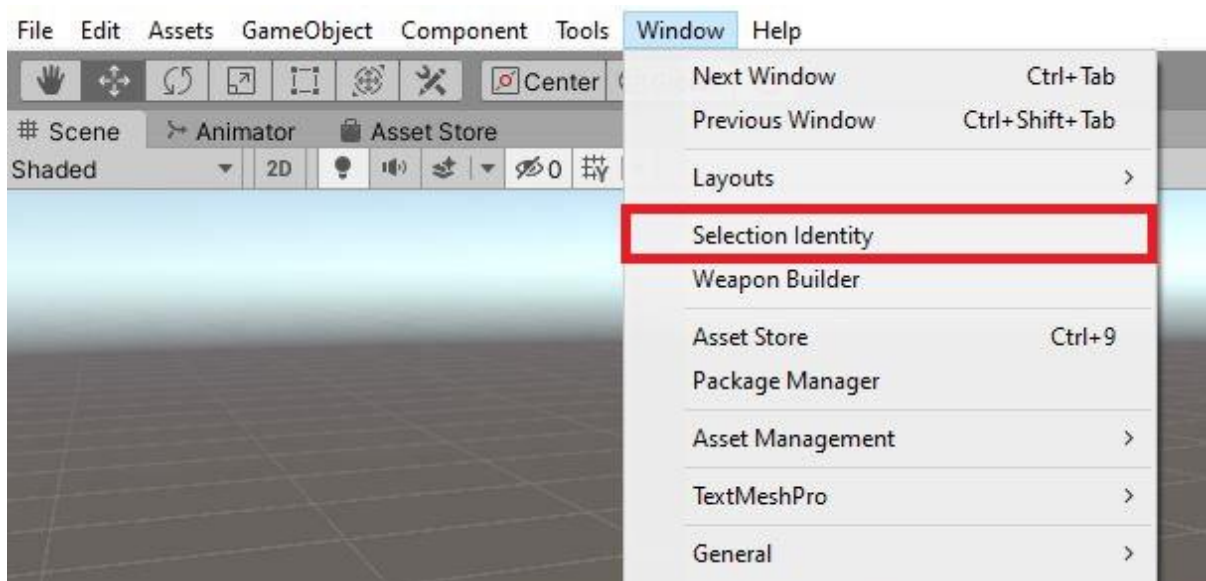 File Edit Assets GameObject Component Tools Window Help
Center
Scene Animator Asset Store
Shaded 2D 0
Next Window Ctrl+Tab
Previous Window Ctrl+Shift+Tab
Layouts
Selection Identity
Weapon Builder
Asset Store Ctrl+9
Package Manager
Asset Management
TextMeshPro
General